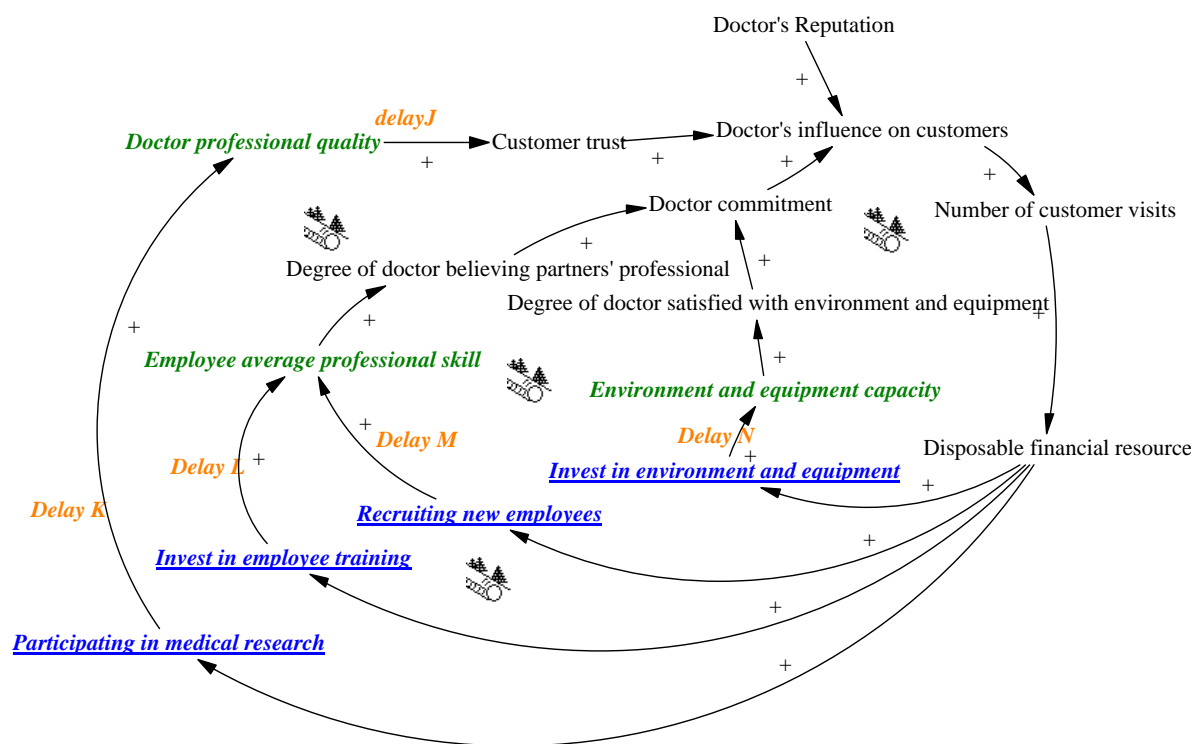 Doctor's Reputation
+
delayJ
Doctor professional quality
Customer trust
Doctor's influence on customers
+
+
+
+
Doctor commitment
Number of customer visits
+
Degree of doctor believing partners' professional
+
Degree of doctor satisfied with environment and equipment
+
+
+
Employee average professional skill
+
Environment and equipment capacity
+
Delay M
Delay N
Disposable financial resource
+
Delay L
+
Invest in environment and equipment
+
Delay K
Recruiting new employees
+
Invest in employee training
+
Participating in medical research
+